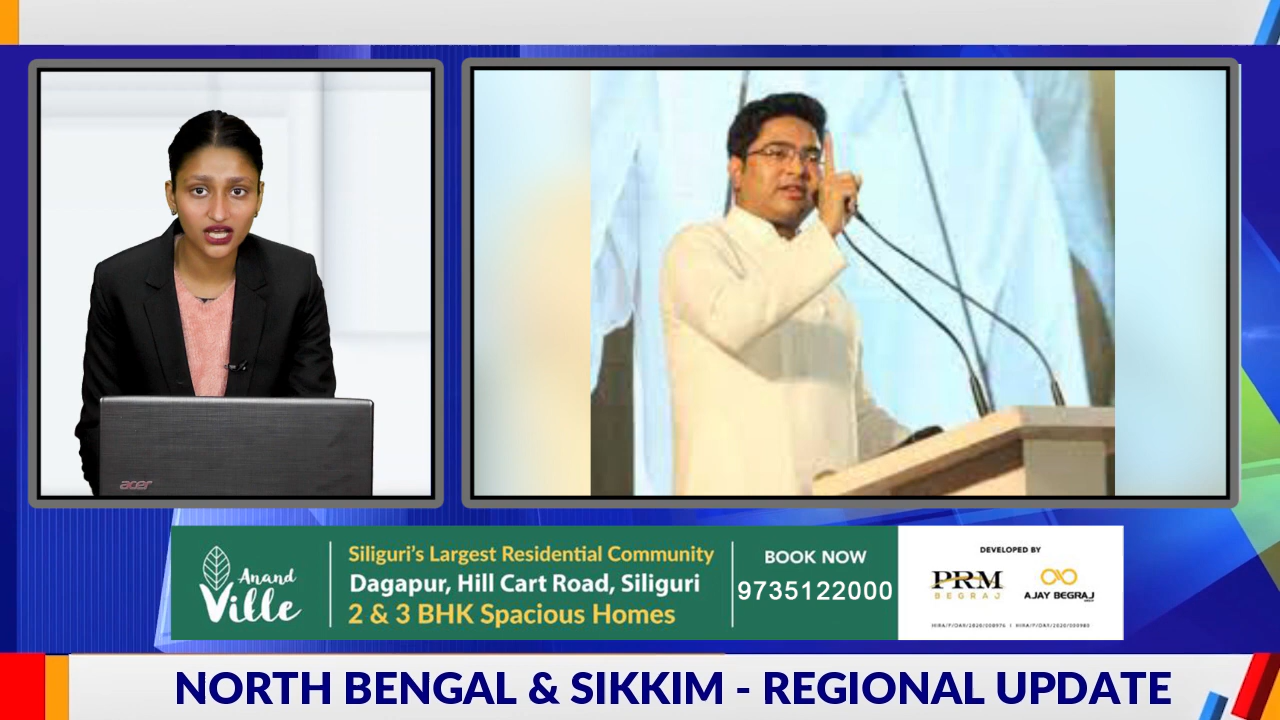 acer
Anand
Ville
Siliguri's Largest Residential Community
Dagapur, Hill Cart Road, Siliguri
2 & 3 BHK Spacious Homes
BOOK NOW
9735122000
DEVELOPED BY
PRM
BEGRAJ
AJAY BEGRAJ
NORTH BENGAL & SIKKIM - REGIONAL UPDATE